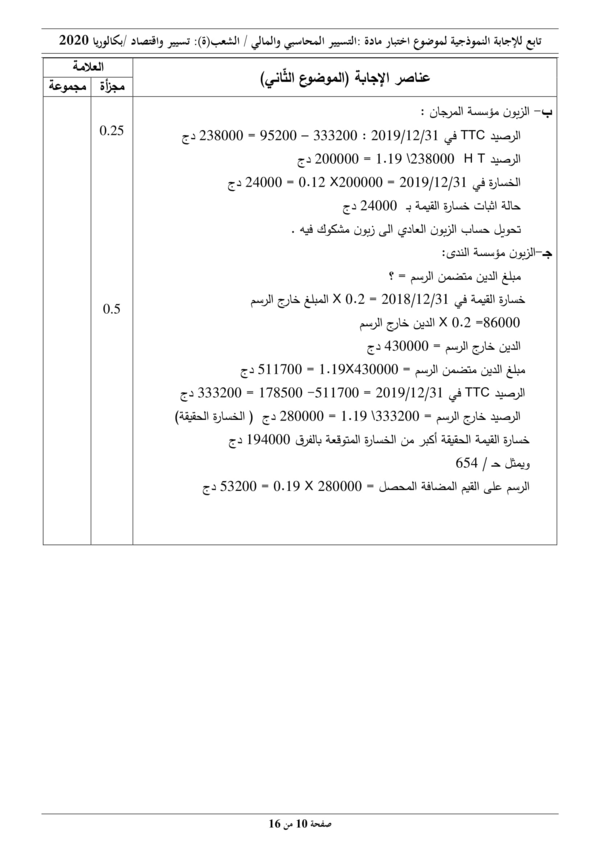 تابع للإجابة النموذجية لموضوع اختبار مادة :التسيير المحاسبي والمالي / الشعب(ة): تسيير واقتصاد /بكالوريا 2020
العلامة
عناصر الإجابة (الموضوع الثّاني)
مجموعة مجزأة
ب- الزبون مؤسسة المرجان :
الرصيد TTC في 2019/12/31 : 333200 – 95200 = 238000 دج
0.25
الرصيد H T 238000\ 1.19 = 200000 دج
الخسارة في 2019/12/31 = 200000X 0.12 = 24000 دج
حالة اثبات خسارة القيمة بـ 24000 دج
تحويل حساب الزبون العادي الى زبون مشكوك فيه .
جـ-الزبون مؤسسة الندى:
مبلغ الدين متضمن الرسم = ؟
خسارة القيمة في 2018/12/31 = 0.2 X المبلغ خارج الرسم
0.5
86000= 0.2 X الدين خارج الرسم
الدين خارج الرسم = 430000 دج
مبلغ الدين متضمن الرسم = 430000X1.19 = 511700 دج
الرصيد TTC في 2019/12/31 = 511700– 178500 = 333200 دج
الرصيد خارج الرسم = 333200\ 1.19 = 280000 دج ( الخسارة الحقيقة)
خسارة القيمة الحقيقة أكبر من الخسارة المتوقعة بالفرق 194000 دج
ويمثل حـ / 654
الرسم على القيم المضافة المحصل = 280000 X 0.19 = 53200 دج
صفحة 10 من 16